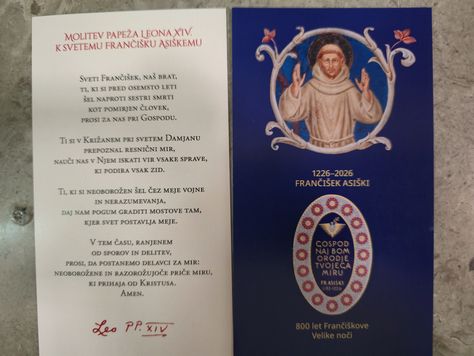 Molitev papeža Leona XIV.
k svetemu Frančišku Asiškemu
Sveti Frančišek, naš brat,
ti, ki si pred osemsto leti
šel naproti sestri smrti
kot pomirjen človek,
prosi za nas pri Gospodu.
Ti si v Križanem pri svetem Damjanu
prepoznal resnični mir,
nauči nas v Njem iskati vir vsake sprave,
ki podira vsak zid.
Ti, ki si neoborožen šel čez meje vojne
in nerazumevanja,
daj nam pogum graditi mostove tam,
kjer svet postavlja meje.
V tem času, ranjenem
od sporov in delitev,
prosi, da postanemo delavci za mir:
neoborožene in razorožujoče priče miru,
ki prihaja od Kristusa.
Amen.
Leo PP. XIV
1226–2026
FRANČIŠEK ASIŠKI
GOSPOD
NAJ BOM
ORODJE
TVOJEGA
MIRU
FR. ASIŠKI
800 let Frančiškove
Velike noči